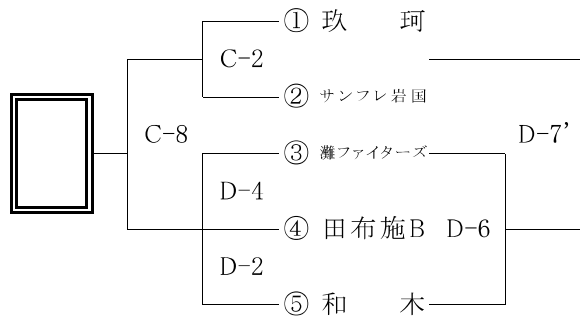 ① 玖 珂
C-2
② サンフレ岩国
C-8
D-7’
③ 灘ファイターズ
D-4
④ 田布施B D-6
D-2
⑤ 和 木